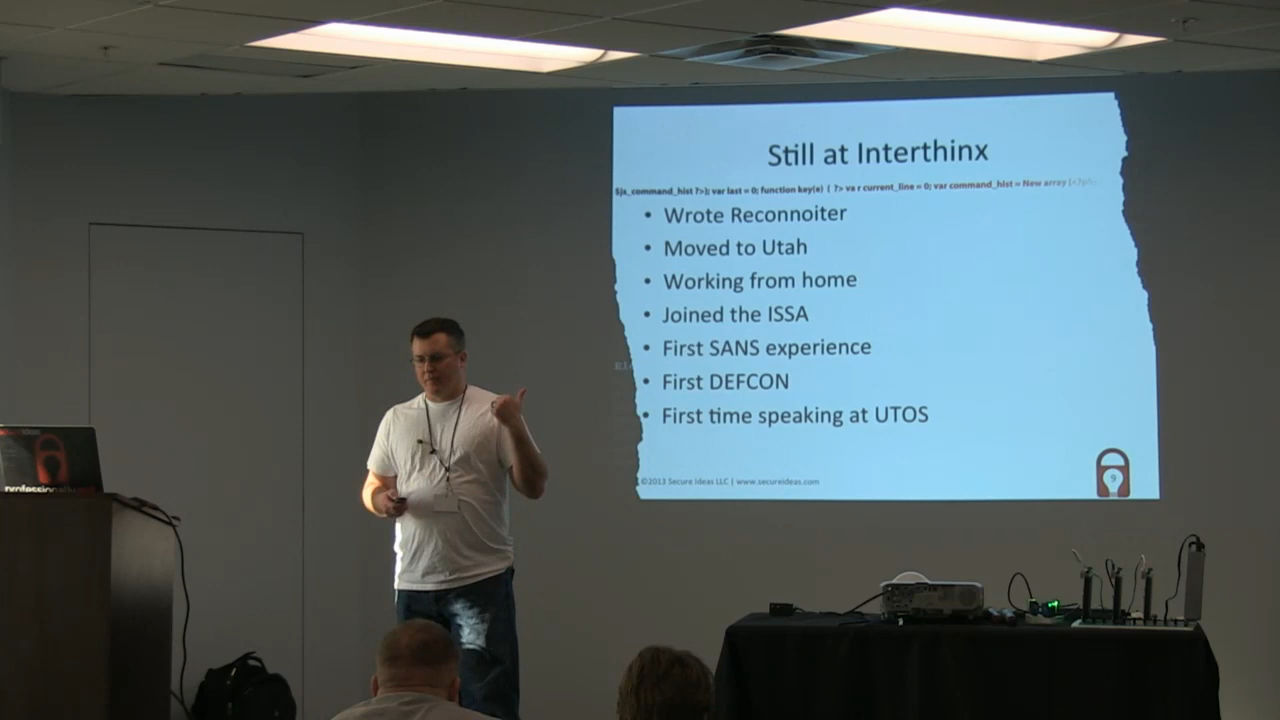 Still at Interthinx
$js_command_hist ?>); var last = 0; function key(e) { ?> va r current_line = 0; var command_hist = New array (<?php
• Wrote Reconnoiter
• Moved to Utah
• Working from home
• Joined the ISSA
• First SANS experience
• First DEFCON
• First time speaking at UTOS
©2013 Secure Ideas LLC | www.secureideas.com
9